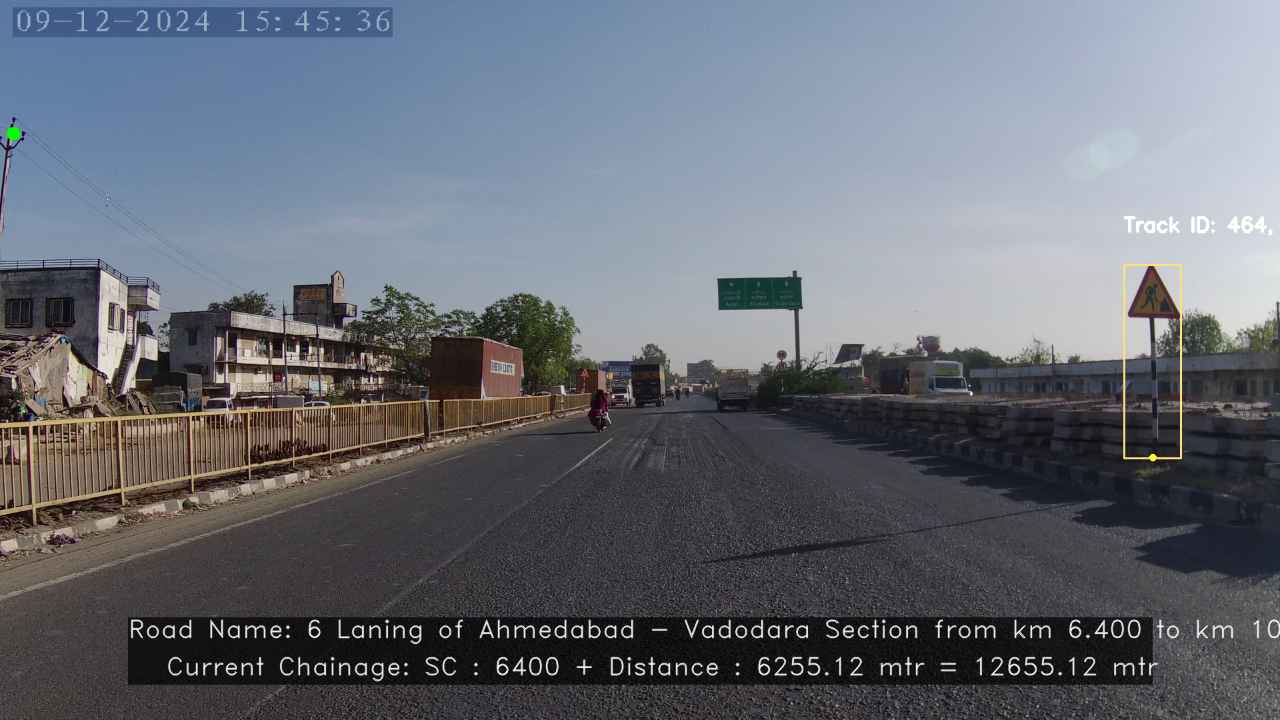 09-12-2024 15:45:36
Track ID: 464,
Road Name: 6 Laning of Ahmedabad - Vadodara Section from km 6.400 to km 10
Current Chainage: SC : 6400 + Distance : 6255.12 mtr = 12655.12 mtr